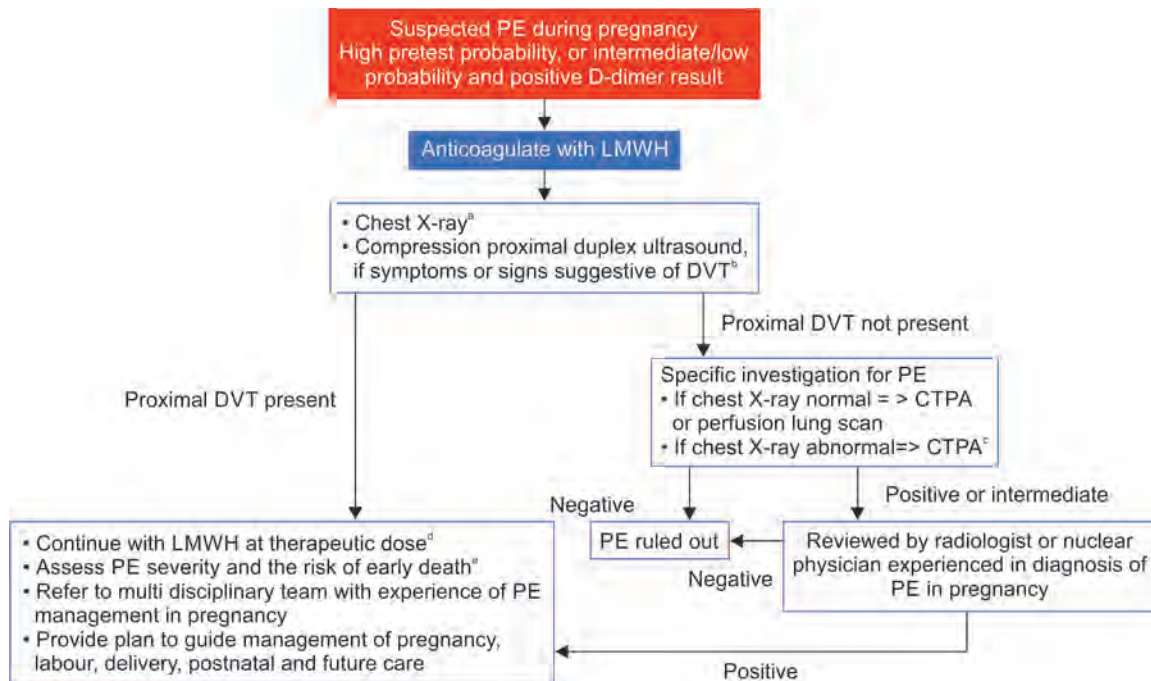 Suspected PE during pregnancy
High pretest probability, or intermediate/low
probability and positive D-dimer result
Anticoagulate with LMWH
• Chest X-rayᵃ
• Compression proximal duplex ultrasound,
if symptoms or signs suggestive of DVTᵇ
Proximal DVT not present
Proximal DVT present
Specific investigation for PE
• If chest X-ray normal = > CTPA
or perfusion lung scan
• If chest X-ray abnormal=> CTPAᶜ
Negative
Positive or intermediate
PE ruled out
Negative
Reviewed by radiologist or nuclear
physician experienced in diagnosis of
PE in pregnancy
• Continue with LMWH at therapeutic doseᵈ
• Assess PE severity and the risk of early deathᵉ
• Refer to multi disciplinary team with experience of PE
management in pregnancy
• Provide plan to guide management of pregnancy,
labour, delivery, postnatal and future care
Positive